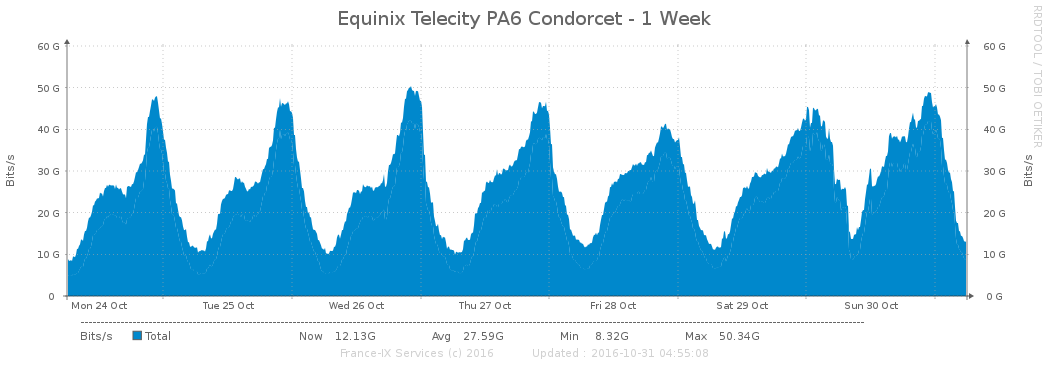 Equinix Telecity PA6 Condorcet - 1 Week
RRDTOOL / TOBI OETIKER
Bits/s
60 G
50 G
40 G
30 G
20 G
10 G
0
60 G
50 G
40 G
30 G
20 G
10 G
0 G
Bits/s
Mon 24 Oct Tue 25 Oct Wed 26 Oct Thu 27 Oct Fri 28 Oct Sat 29 Oct Sun 30 Oct
Bits/s Total Now 12.13G Avg 27.59G Min 8.32G Max 50.34G
France-IX Services (c) 2016 Updated : 2016-10-31 04:55:08